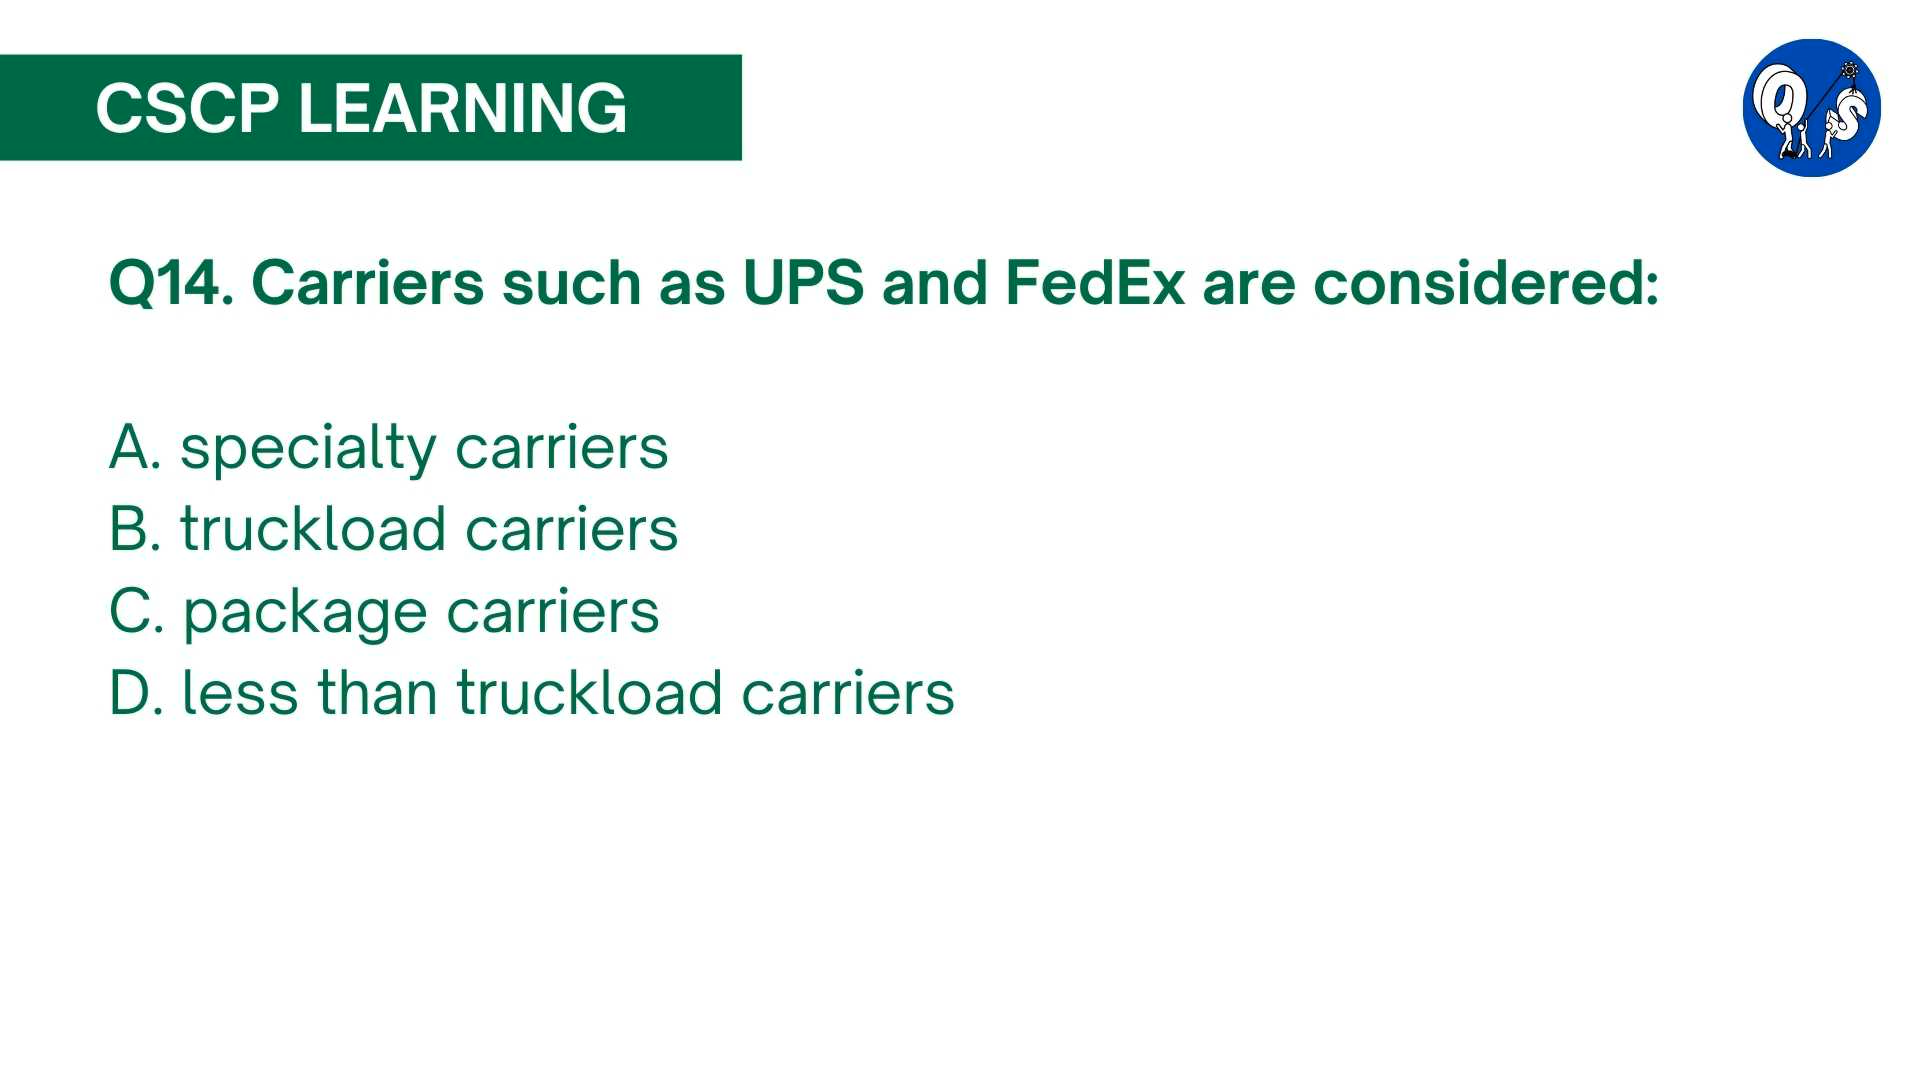 CSCP LEARNING
QS
Q14. Carriers such as UPS and FedEx are considered:
A. specialty carriers
B. truckload carriers
C. package carriers
D. less than truckload carriers